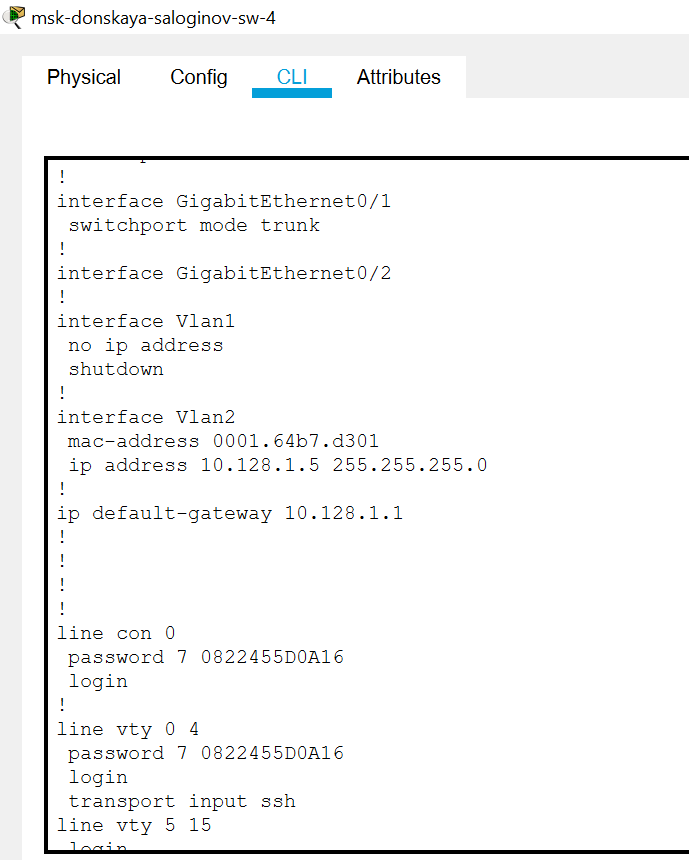 msk-donskaya-saloginov-sw-4
Physical Config CLI Attributes
!
interface GigabitEthernet0/1
 switchport mode trunk
!
interface GigabitEthernet0/2
!
interface Vlan1
 no ip address
 shutdown
!
interface Vlan2
 mac-address 0001.64b7.d301
 ip address 10.128.1.5 255.255.255.0
!
ip default-gateway 10.128.1.1
!
!
!
!
line con 0
 password 7 0822455D0A16
 login
!
line vty 0 4
 password 7 0822455D0A16
 login
 transport input ssh
line vty 5 15
 login